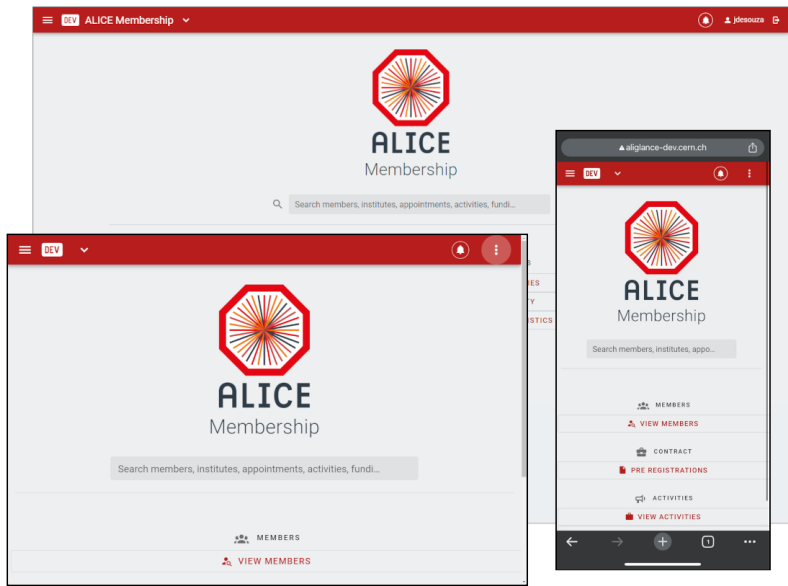 DEV ALICE Membership
jdesouza
ALICE
Membership
Search members, institutes, appointments, activities, fundi...
S
IES
TY
ISTICS
DEV
ALICE
Membership
Search members, institutes, appointments, activities, fundi...
MEMBERS
VIEW MEMBERS
aliglance-dev.cern.ch
DEV
ALICE
Membership
Search members, institutes, appo...
MEMBERS
VIEW MEMBERS
CONTRACT
PRE REGISTRATIONS
ACTIVITIES
VIEW ACTIVITIES
1